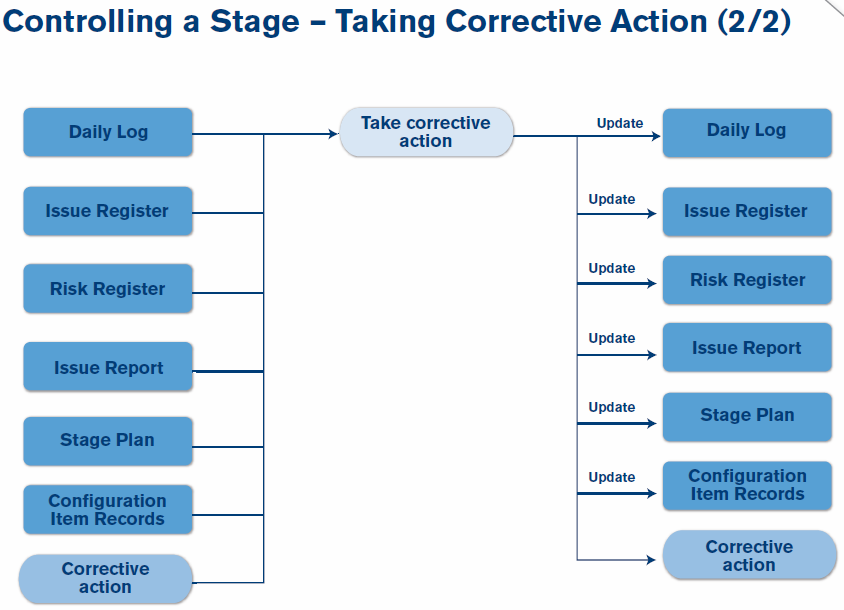 Controlling a Stage – Taking Corrective Action (2/2)
Daily Log
Issue Register
Risk Register
Issue Report
Stage Plan
Configuration
Item Records
Corrective
action
Take corrective
action
Update
Daily Log
Update
Issue Register
Update
Risk Register
Update
Issue Report
Update
Stage Plan
Update
Configuration
Item Records
Corrective
action